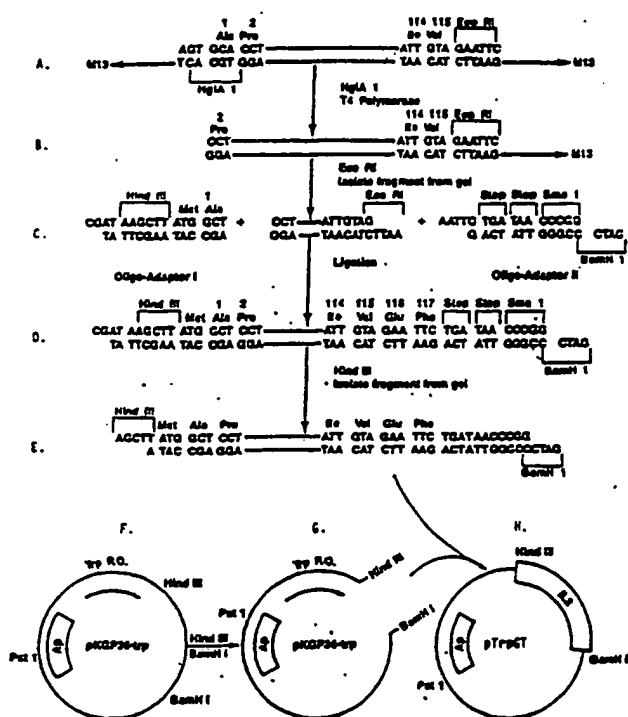 1 2 114 115 Eco RI
Ala Pro Ile Val
AGT GCA CCT ATT GTA GAATTC
A. M13 M13
TCA CGT GGA TAA CAT CTTAAG
HgiA 1
HgiA 1
T4 Polymerase
2 114 115 Eco RI
Pro Ile Val
CCT ATT GTA GAATTC
B.
GGA TAA CAT CTTAAG M13
Eco RI
Isolate fragment from gel
Hind III 1 Eco RI Stop Stop Sma 1
Met Ala
C. CGAT AAGCTT ATG GCT + CCT ATTGTAG + AATTC TGA TAA CCCGG
TA TTCGAA TAC CGA GGA TAACATCTTAA G ACT ATT GGGCC CTAG
BamH 1
Oligo-Adaptor I Ligation Oligo-Adaptor II
1 2 114 115 116 117 Stop Stop Sma 1
Hind III Met Ala Pro Ile Val Glu Phe
D. CGAT AAGCTT ATG GCT CCT ATT GTA GAA TTC TGA TAA CCCGG
TA TTCGAA TAC CGA GGA TAA CAT CTT AAG ACT ATT GGGCC CTAG
BamH 1
Hind III
Isolate fragment from gel
Hind III Met Ala Pro Ile Val Glu Phe
AGCTT ATG GCT CCT ATT GTA GAA TTC TGATAACCCGG
E.
A TAC CGA GGA TAA CAT CTT AAG ACTATTGGGCCCTAG
BamH 1
F. G. H.
Trp P.O. Hind III Trp P.O. Hind III Hind III
Pst 1 Ap pKGP36-trp Hind III
BamH I
Pst 1 Ap pKGP36-trp BamH I
Ap pTrpGT BamH I
BamH I Pst 1